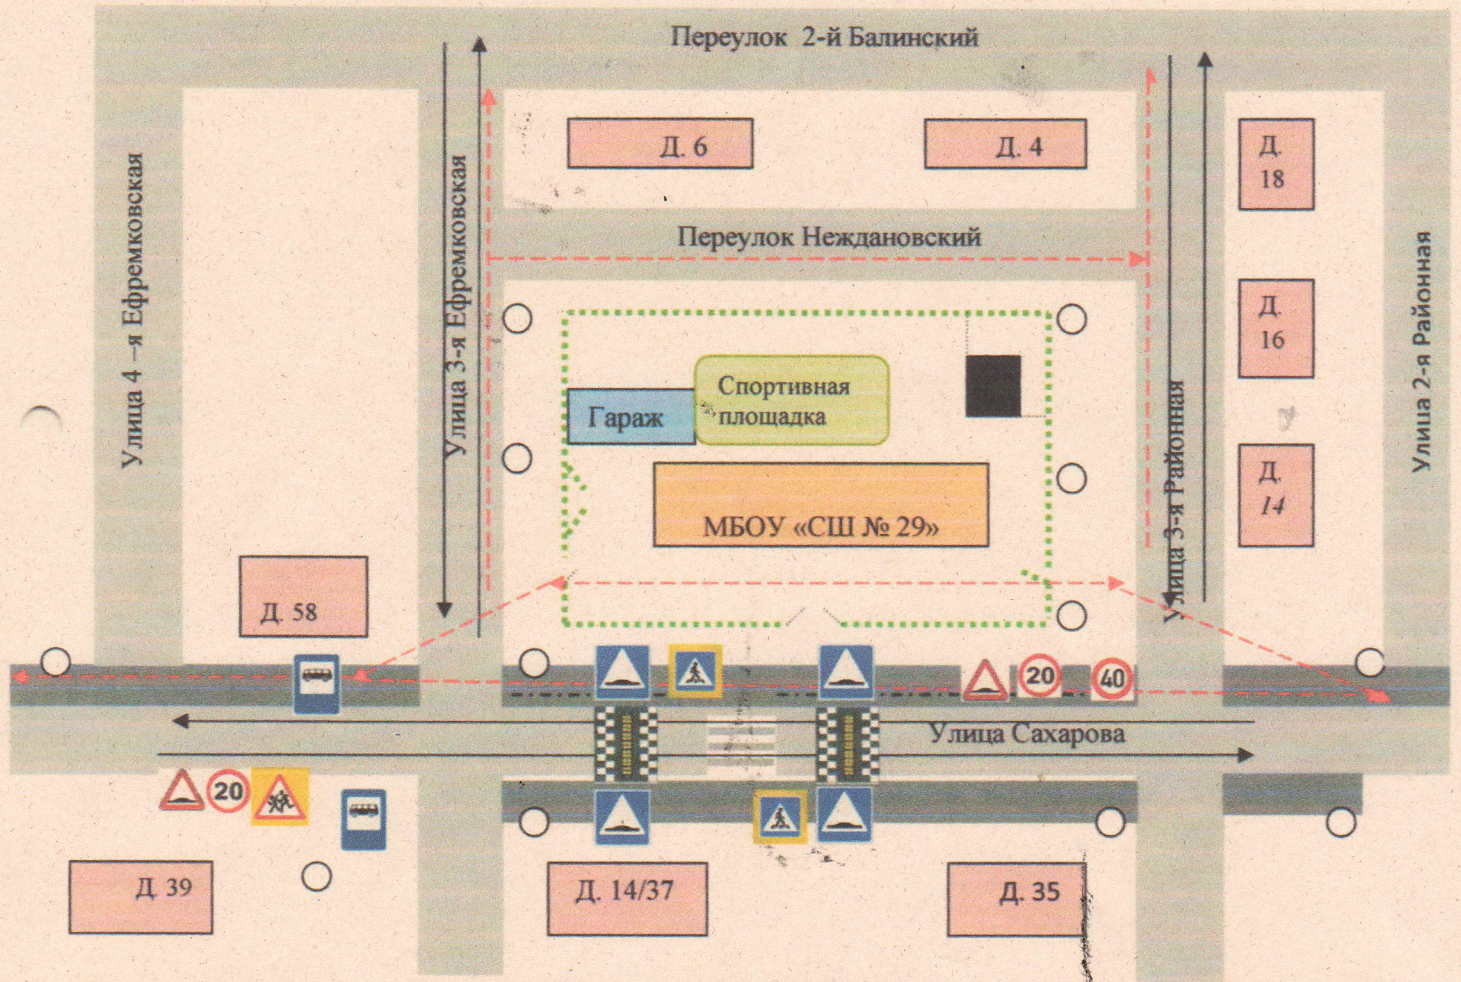 Переулок 2-й Балинский
Д. 6
Д. 4
Д.
18
Улица 4 –я Ефремковская
Улица 3-я Ефремковская
Переулок Неждановский
Улица 2-я Районная
Д.
16
Спортивная
площадка
Гараж
Улица 3-я Районная
Д.
14
МБОУ «СШ № 29»
Д. 58
20
40
Улица Сахарова
20
Д. 39
Д. 14/37
Д. 35